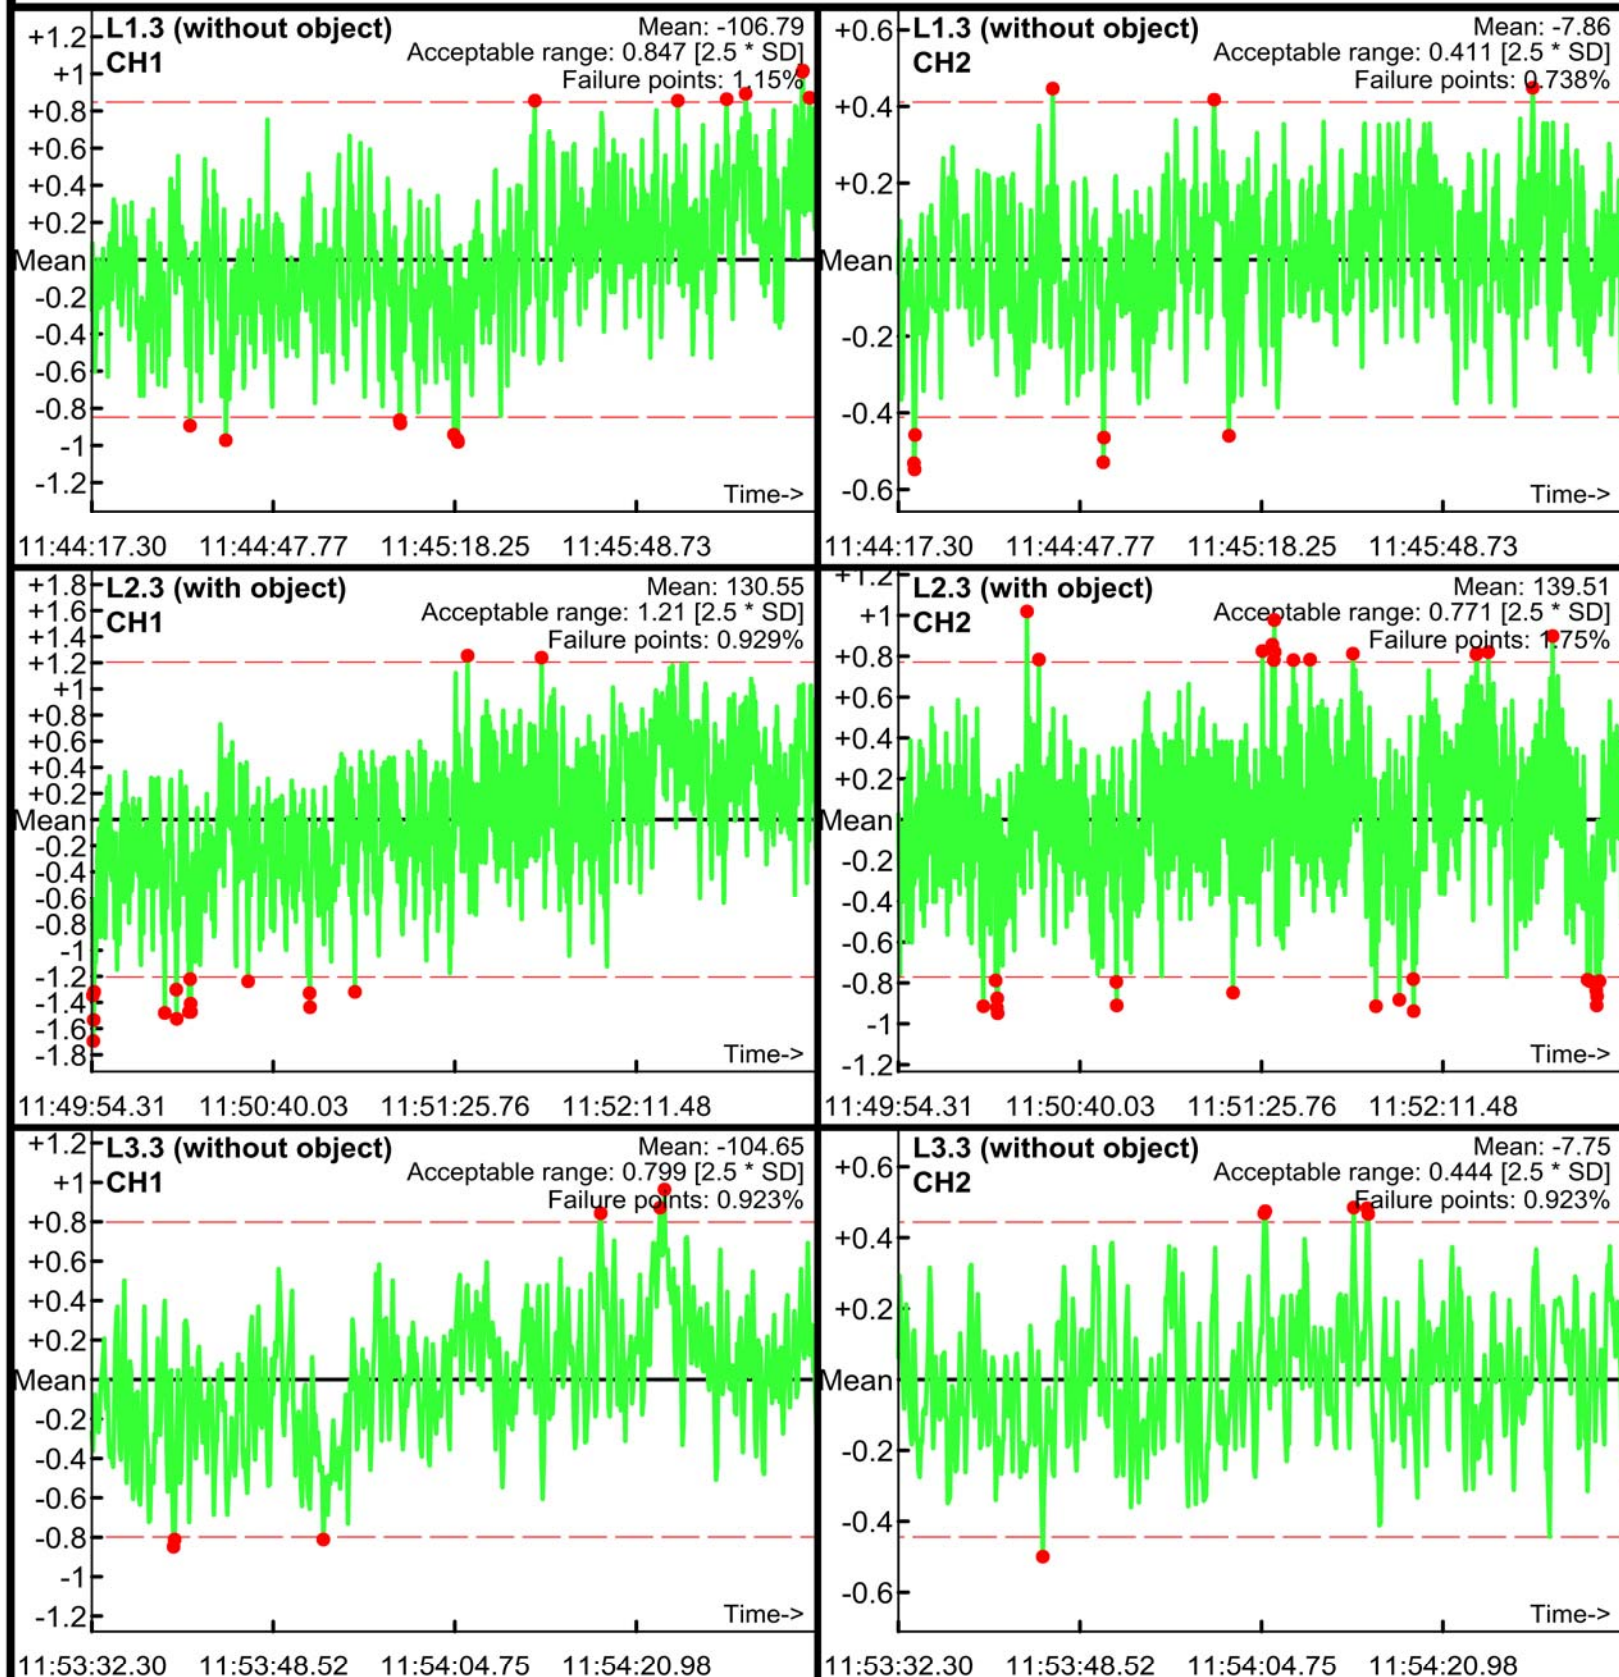 L1.3 (without object)
CH1
Mean: -106.79
Acceptable range: 0.847 [2.5 * SD]
Failure points: 1.15%
+1.2
+1
+0.8
+0.6
+0.4
+0.2
Mean
-0.2
-0.4
-0.6
-0.8
-1
-1.2
Time->
11:44:17.30 11:44:47.77 11:45:18.25 11:45:48.73
L1.3 (without object)
CH2
Mean: -7.86
Acceptable range: 0.411 [2.5 * SD]
Failure points: 0.738%
+0.6
+0.4
+0.2
Mean
-0.2
-0.4
-0.6
Time->
11:44:17.30 11:44:47.77 11:45:18.25 11:45:48.73
L2.3 (with object)
CH1
Mean: 130.55
Acceptable range: 1.21 [2.5 * SD]
Failure points: 0.929%
+1.8
+1.6
+1.4
+1.2
+1
+0.8
+0.6
+0.4
+0.2
Mean
-0.2
-0.4
-0.6
-0.8
-1
-1.2
-1.4
-1.6
-1.8
Time->
11:49:54.31 11:50:40.03 11:51:25.76 11:52:11.48
L2.3 (with object)
CH2
Mean: 139.51
Acceptable range: 0.771 [2.5 * SD]
Failure points: 1.75%
+1.2
+1
+0.8
+0.6
+0.4
+0.2
Mean
-0.2
-0.4
-0.6
-0.8
-1
-1.2
Time->
11:49:54.31 11:50:40.03 11:51:25.76 11:52:11.48
L3.3 (without object)
CH1
Mean: -104.65
Acceptable range: 0.799 [2.5 * SD]
Failure points: 0.923%
+1.2
+1
+0.8
+0.6
+0.4
+0.2
Mean
-0.2
-0.4
-0.6
-0.8
-1
-1.2
Time->
11:53:32.30 11:53:48.52 11:54:04.75 11:54:20.98
L3.3 (without object)
CH2
Mean: -7.75
Acceptable range: 0.444 [2.5 * SD]
Failure points: 0.923%
+0.6
+0.4
+0.2
Mean
-0.2
-0.4
-0.6
Time->
11:53:32.30 11:53:48.52 11:54:04.75 11:54:20.98